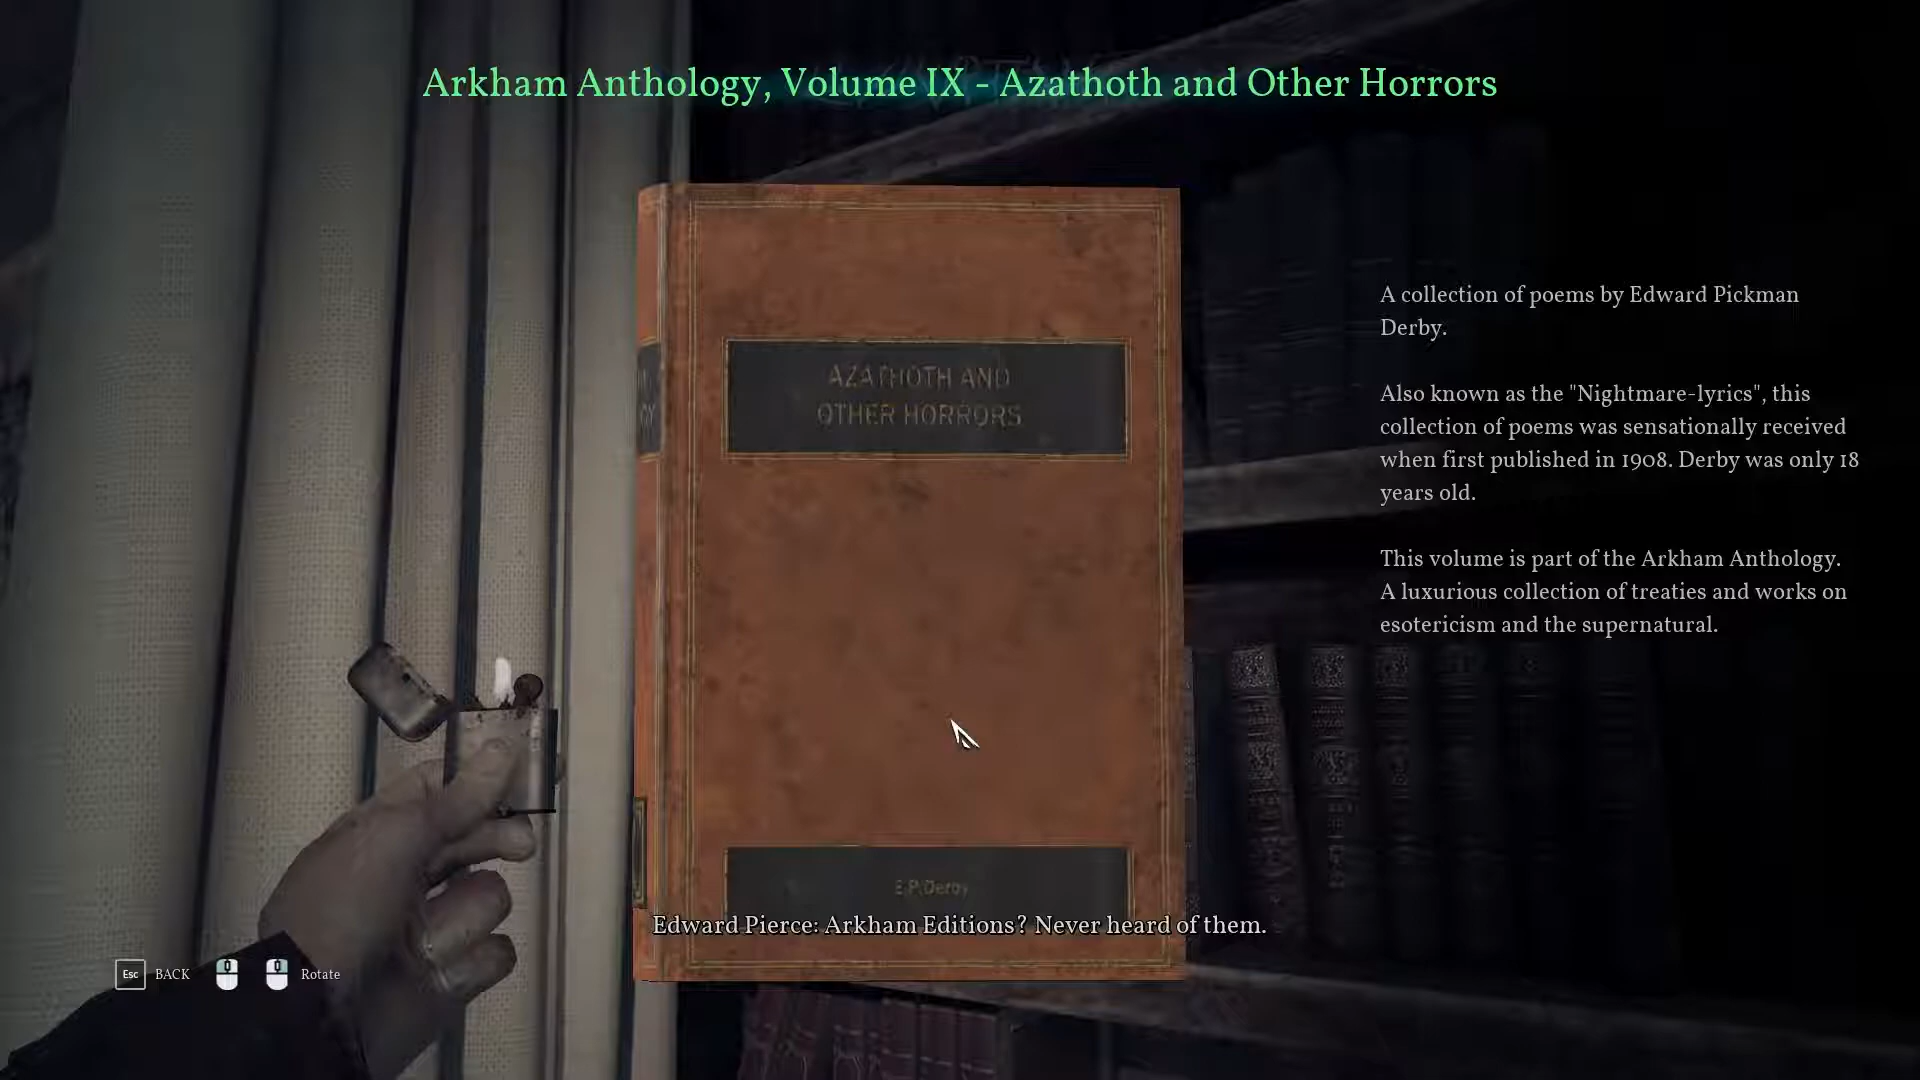 Arkham Anthology, Volume IX - Azathoth and Other Horrors
AZATHOTH AND
OTHER HORRORS
A collection of poems by Edward Pickman
Derby.
Also known as the "Nightmare-lyrics", this
collection of poems was sensationally received
when first published in 1908. Derby was only 18
years old.
This volume is part of the Arkham Anthology.
A luxurious collection of treaties and works on
esotericism and the supernatural.
E.P.Derby
Edward Pierce: Arkham Editions? Never heard of them.
Esc BACK Rotate